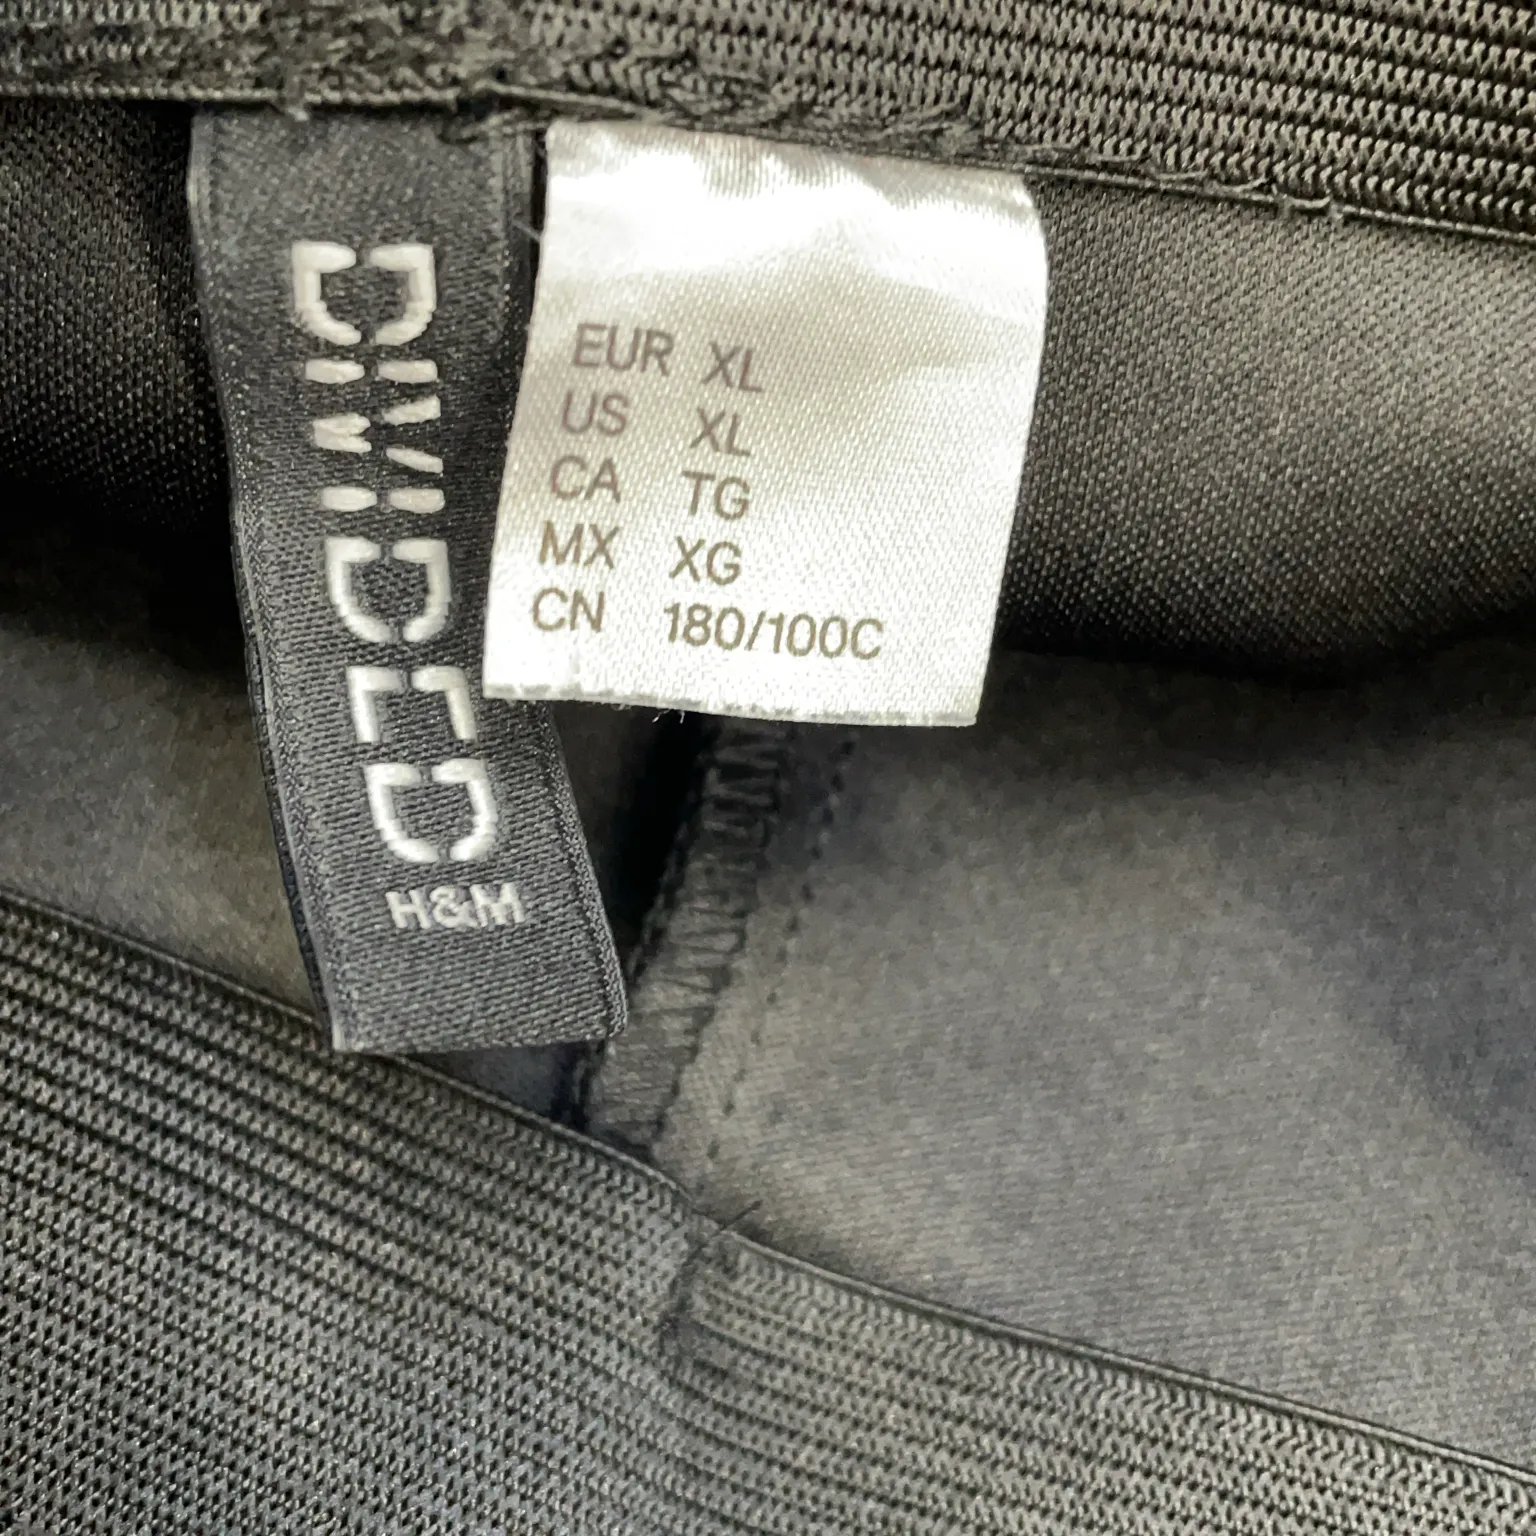 DIVIDED
H&M
EUR XL
US XL
CA TG
MX XG
CN 180/100C